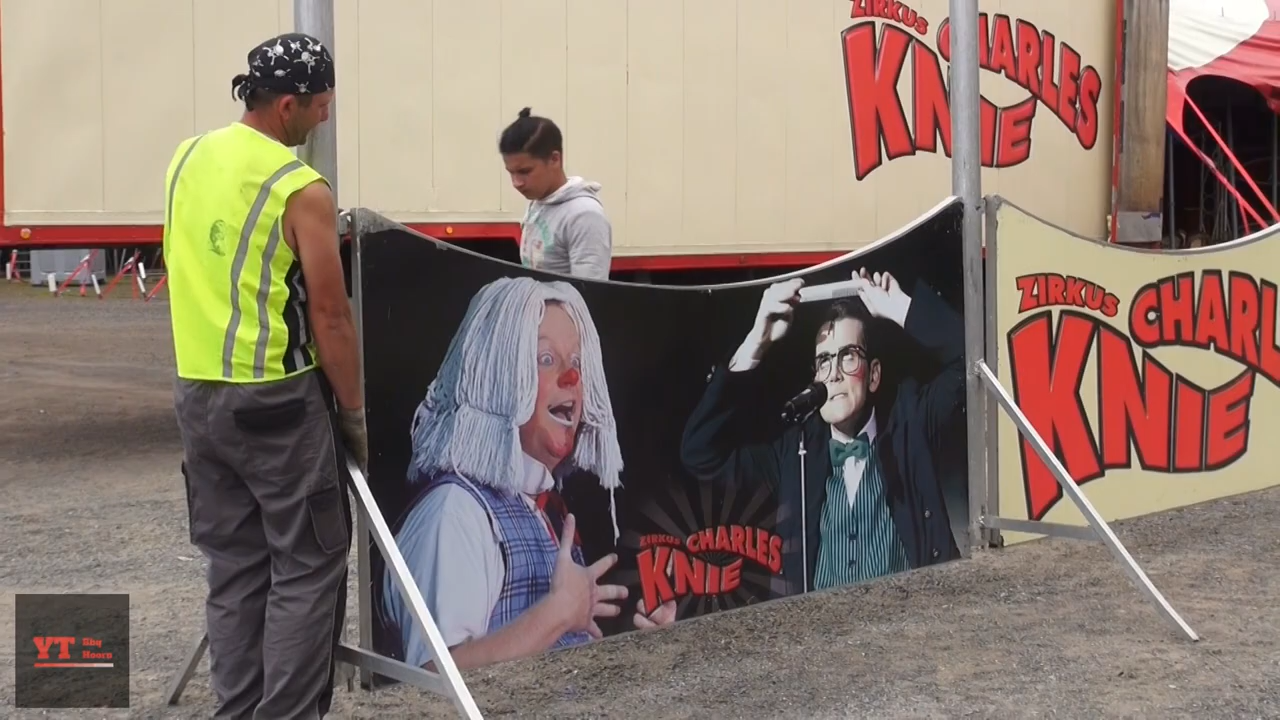 ZIRKUS
CHARLES
KNIE
ZIRKUS
CHARL
KNIE
ZIRKUS CHARLES
KNIE
YT